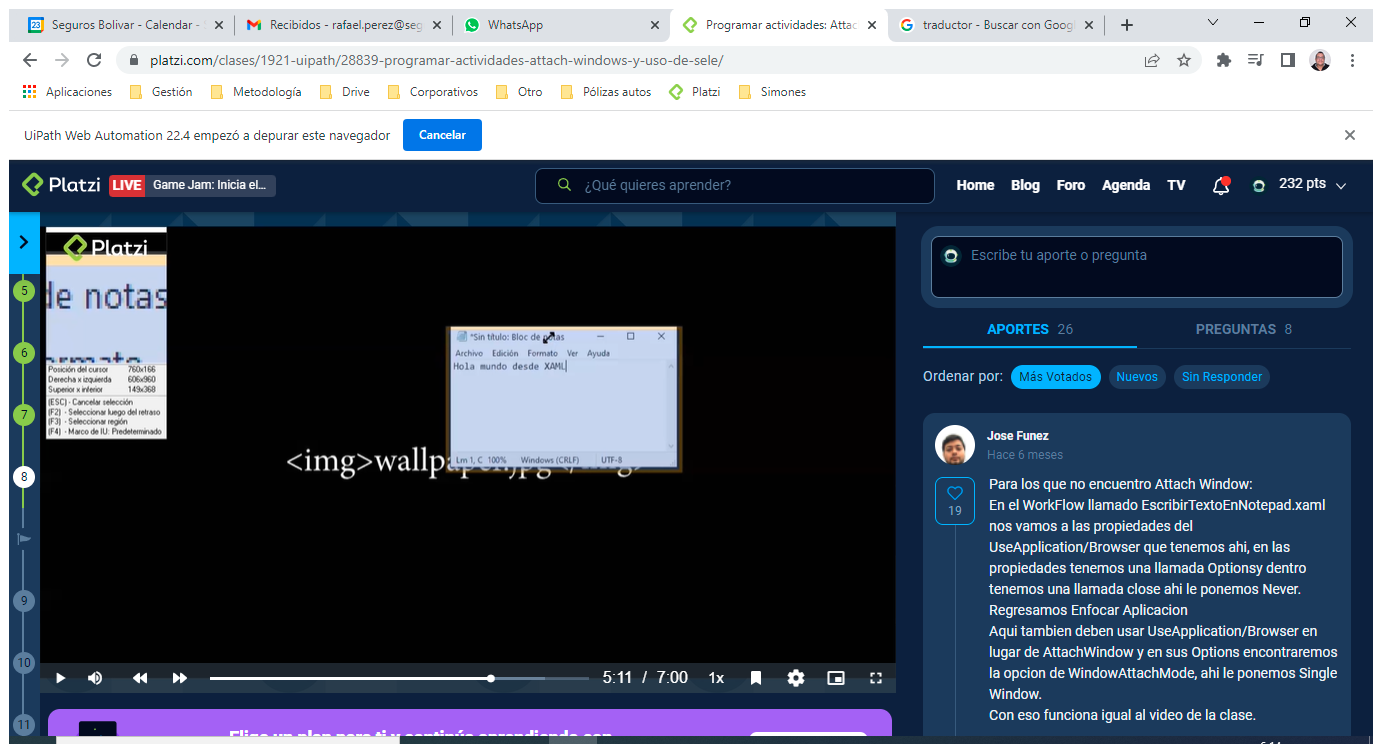 Seguros Bolivar - Calendar -
Recibidos - rafael.perez@seg
WhatsApp
Programar actividades: Attac
traductor - Buscar con Googl
platzi.com/clases/1921-uipath/28839-programar-actividades-attach-windows-y-uso-de-sele/
Aplicaciones
Gestión
Metodología
Drive
Corporativos
Otro
Pólizas autos
Platzi
Simones
UiPath Web Automation 22.4 empezó a depurar este navegador
Cancelar
Platzi
LIVE
Game Jam: Inicia el...
¿Qué quieres aprender?
Home
Blog
Foro
Agenda
TV
232 pts
5
6
7
8
9
10
11
Platzi
de notas
Posición del cursor 760x166
Derecha x izquierda 606x960
Superior x inferior 149x368
(ESC) - Cancelar selección
(F2) - Seleccionar luego del retraso
(F3) - Seleccionar región
(F4) - Marco de IU: Predeterminado
*Sin título: Bloc de notas
Archivo Edición Formato Ver Ayuda
Hola mundo desde XAML
Lm 1, C 100% Windows (CRLF) UTF-8
<img>wallpaper.jpg</img>
5:11 / 7:00
1x
Escribe tu aporte o pregunta
APORTES 26
PREGUNTAS 8
Ordenar por:
Más Votados
Nuevos
Sin Responder
Jose Funez
Hace 6 meses
19
Para los que no encuentro Attach Window:
En el WorkFlow llamado EscribirTextoEnNotepad.xaml
nos vamos a las propiedades del
UseApplication/Browser que tenemos ahi, en las
propiedades tenemos una llamada Optionsy dentro
tenemos una llamada close ahi le ponemos Never.
Regresamos Enfocar Aplicacion
Aqui tambien deben usar UseApplication/Browser en
lugar de AttachWindow y en sus Options encontraremos
la opcion de WindowAttachMode, ahi le ponemos Single
Window.
Con eso funciona igual al video de la clase.